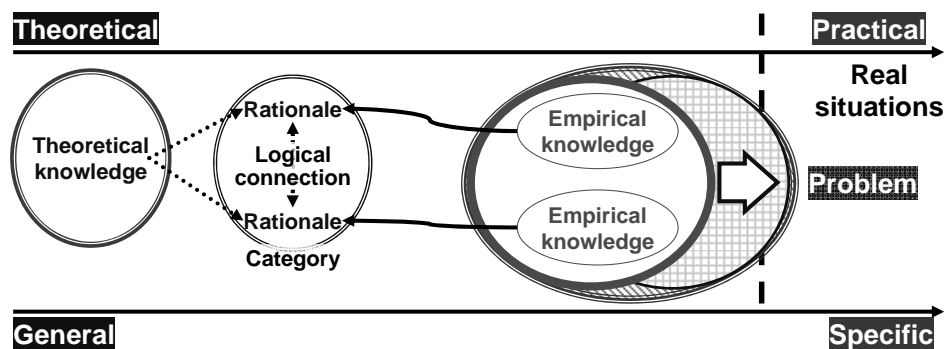 Theoretical
Practical
Real
situations
Theoretical
knowledge
Rationale
Logical
connection
Rationale
Category
Empirical
knowledge
Empirical
knowledge
Problem
General
Specific